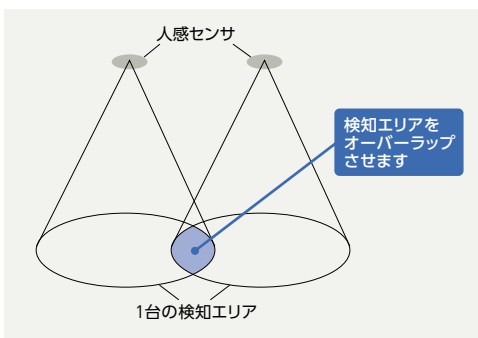 人感センサ
検知エリアを
オーバーラップ
させます
1台の検知エリア